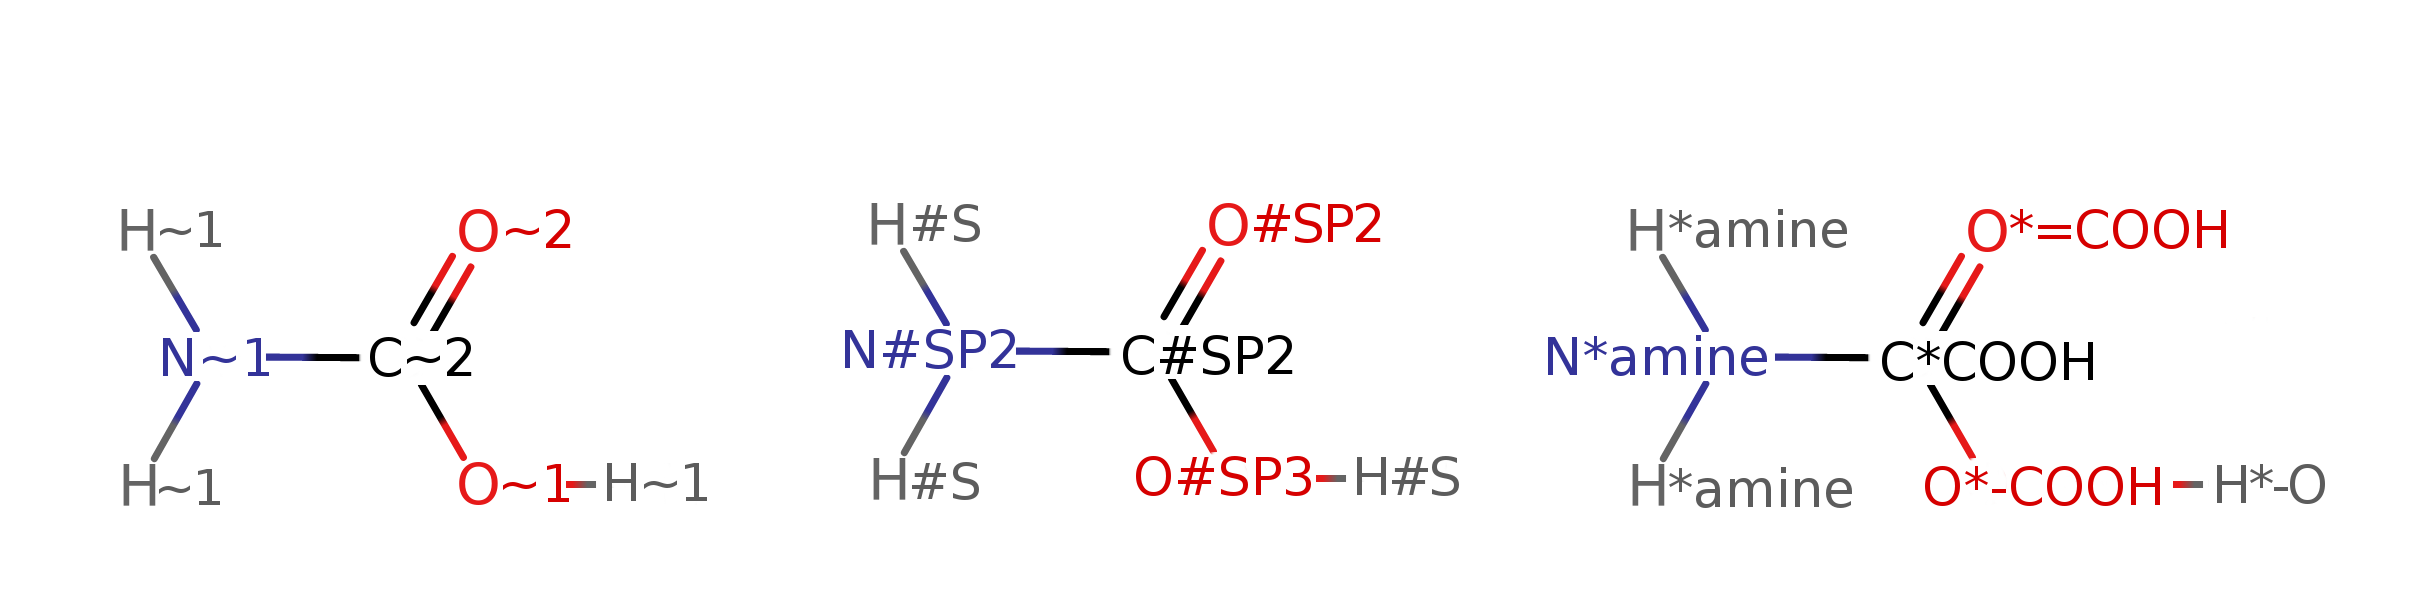 H~1 O~2
N~1 C~2
H~1 O~1 H~1
H#S O#SP2
N#SP2 C#SP2
H#S O#SP3 H#S
H*amine O*=COOH
N*amine C*COOH
H*amine O*-COOH H*-O